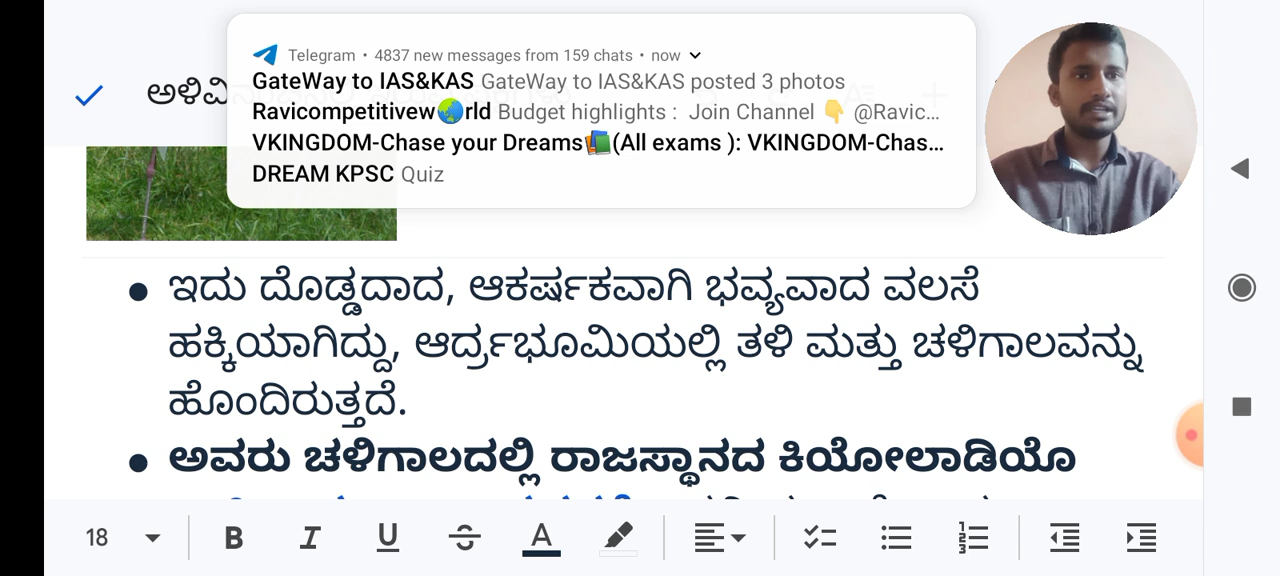 Telegram • 4837 new messages from 159 chats • now
GateWay to IAS&KAS GateWay to IAS&KAS posted 3 photos
ಅಳಿವಿ
Ravicompetitivew🌏rld Budget highlights : Join Channel 👇 @Ravic...
VKINGDOM-Chase your Dreams📚(All exams ): VKINGDOM-Chas...
DREAM KPSC Quiz
• ಇದು ದೊಡ್ಡದಾದ, ಆಕರ್ಷಕವಾಗಿ ಭವ್ಯವಾದ ವಲಸೆ
ಹಕ್ಕಿಯಾಗಿದ್ದು, ಆರ್ದ್ರಭೂಮಿಯಲ್ಲಿ ತಳಿ ಮತ್ತು ಚಳಿಗಾಲವನ್ನು
ಹೊಂದಿರುತ್ತದೆ.
• ಅವರು ಚಳಿಗಾಲದಲ್ಲಿ ರಾಜಸ್ಥಾನದ ಕಿಯೋಲಾಡಿಯೊ
18 B I U S A